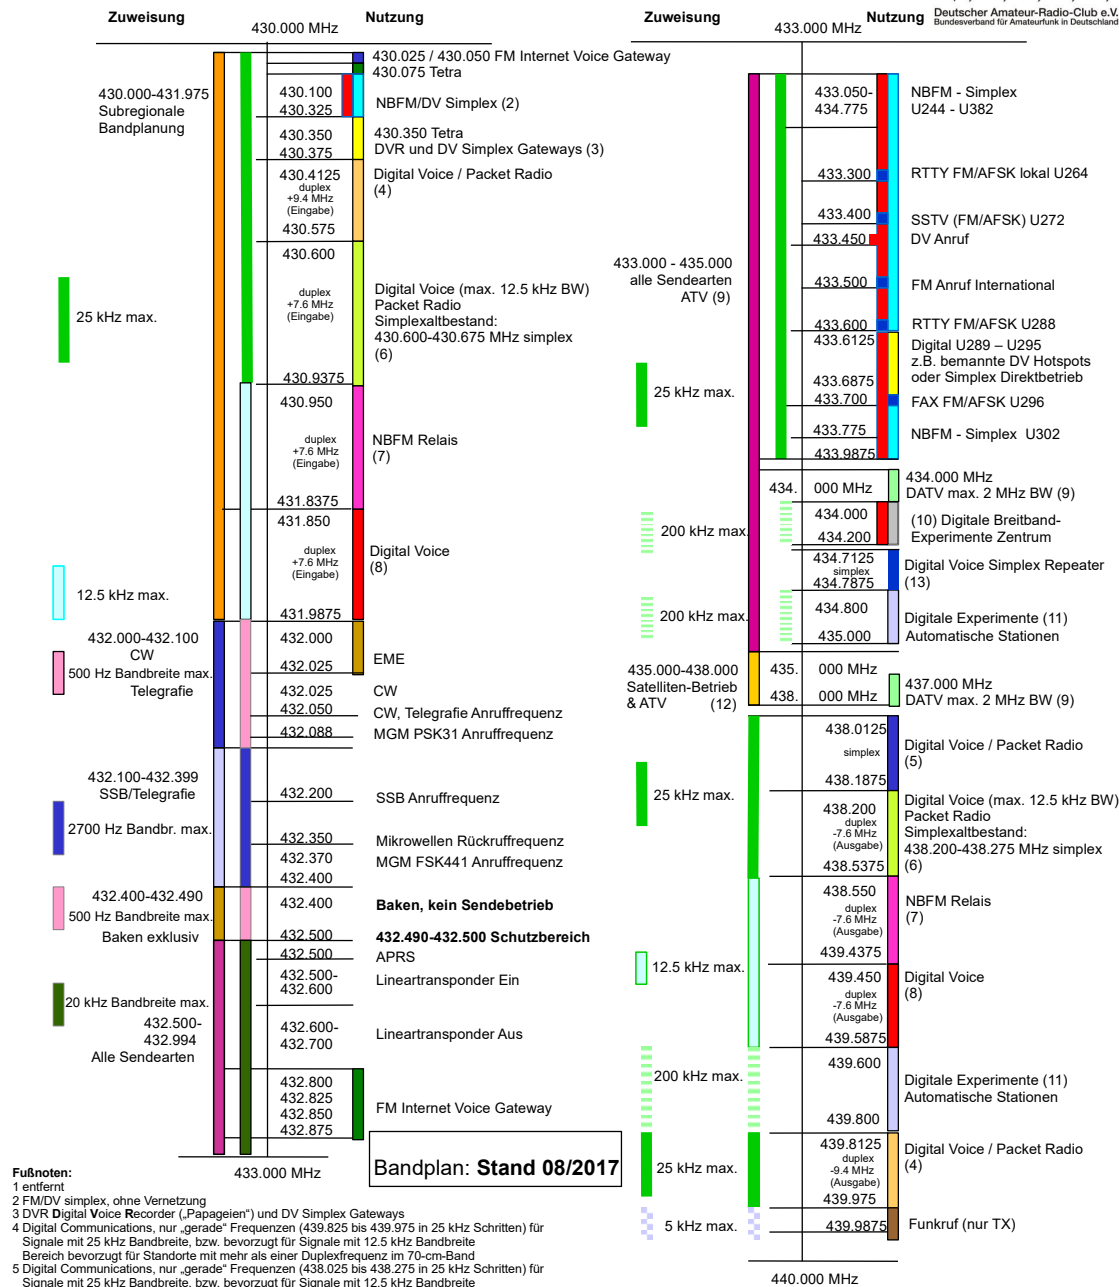 Zuweisung
Nutzung
430.000 MHz
430.025 / 430.050 FM Internet Voice Gateway
430.075 Tetra
430.000-431.975
Subregionale
Bandplanung
430.100
430.325
NBFM/DV Simplex (2)
430.350
430.375
430.350 Tetra
DVR und DV Simplex Gateways (3)
430.4125
duplex
+9.4 MHz
(Eingabe)
430.575
Digital Voice / Packet Radio
(4)
430.600
duplex
+7.6 MHz
(Eingabe)
430.9375
Digital Voice (max. 12.5 kHz BW)
Packet Radio
Simplexaltbestand:
430.600-430.675 MHz simplex
(6)
25 kHz max.
430.950
duplex
+7.6 MHz
(Eingabe)
431.8375
NBFM Relais
(7)
431.850
duplex
+7.6 MHz
(Eingabe)
431.9875
Digital Voice
(8)
12.5 kHz max.
432.000-432.100
CW
500 Hz Bandbreite max.
Telegrafie
432.000
432.025
EME
432.025
CW
432.050
CW, Telegrafie Anruffrequenz
432.088
MGM PSK31 Anruffrequenz
432.100-432.399
SSB/Telegrafie
2700 Hz Bandbr. max.
432.200
SSB Anruffrequenz
432.350
Mikrowellen Rückruffrequenz
432.370
MGM FSK441 Anruffrequenz
432.400
432.400-432.490
500 Hz Bandbreite max.
Baken exklusiv
432.400
Baken, kein Sendebetrieb
432.500
432.490-432.500 Schutzbereich
432.500
APRS
432.500-
432.600
Lineartransponder Ein
20 kHz Bandbreite max.
432.500-
432.994
Alle Sendearten
432.600-
432.700
Lineartransponder Aus
432.800
432.825
432.850
432.875
FM Internet Voice Gateway
433.000 MHz
Bandplan: Stand 08/2017
Fußnoten:
1 entfernt
2 FM/DV simplex, ohne Vernetzung
3 DVR Digital Voice Recorder („Papageien“) und DV Simplex Gateways
4 Digital Communications, nur „gerade“ Frequenzen (439.825 bis 439.975 in 25 kHz Schritten) für
Signale mit 25 kHz Bandbreite, bzw. bevorzugt für Signale mit 12.5 kHz Bandbreite
Bereich bevorzugt für Standorte mit mehr als einer Duplexfrequenz im 70-cm-Band
5 Digital Communications, nur „gerade“ Frequenzen (438.025 bis 438.275 in 25 kHz Schritten) für
Signale mit 25 kHz Bandbreite, bzw. bevorzugt für Signale mit 12.5 kHz Bandbreite
Zuweisung
Nutzung
Deutscher Amateur-Radio-Club e.V.
Bundesverband für Amateurfunk in Deutschland
433.000 MHz
433.050-
434.775
NBFM - Simplex
U244 - U382
433.300
RTTY FM/AFSK lokal U264
433.400
SSTV (FM/AFSK) U272
433.450
DV Anruf
433.000 - 435.000
alle Sendearten
ATV (9)
433.500
FM Anruf International
433.600
RTTY FM/AFSK U288
433.6125
433.6875
Digital U289 – U295
z.B. bemannte DV Hotspots
oder Simplex Direktbetrieb
25 kHz max.
433.700
FAX FM/AFSK U296
433.775
433.9875
NBFM - Simplex U302
434. 000 MHz
434.000 MHz
DATV max. 2 MHz BW (9)
200 kHz max.
434.000
434.200
(10) Digitale Breitband-
Experimente Zentrum
434.7125
simplex
434.7875
Digital Voice Simplex Repeater
(13)
200 kHz max.
434.800
435.000
Digitale Experimente (11)
Automatische Stationen
435.000-438.000
Satelliten-Betrieb
& ATV (12)
435. 000 MHz
438. 000 MHz
437.000 MHz
DATV max. 2 MHz BW (9)
438.0125
simplex
438.1875
Digital Voice / Packet Radio
(5)
25 kHz max.
438.200
duplex
-7.6 MHz
(Ausgabe)
438.5375
Digital Voice (max. 12.5 kHz BW)
Packet Radio
Simplexaltbestand:
438.200-438.275 MHz simplex
(6)
438.550
duplex
-7.6 MHz
(Ausgabe)
439.4375
NBFM Relais
(7)
12.5 kHz max.
439.450
duplex
-7.6 MHz
(Ausgabe)
439.5875
Digital Voice
(8)
200 kHz max.
439.600
439.800
Digitale Experimente (11)
Automatische Stationen
25 kHz max.
439.8125
duplex
-9.4 MHz
(Ausgabe)
439.975
Digital Voice / Packet Radio
(4)
5 kHz max.
439.9875
Funkruf (nur TX)
440.000 MHz